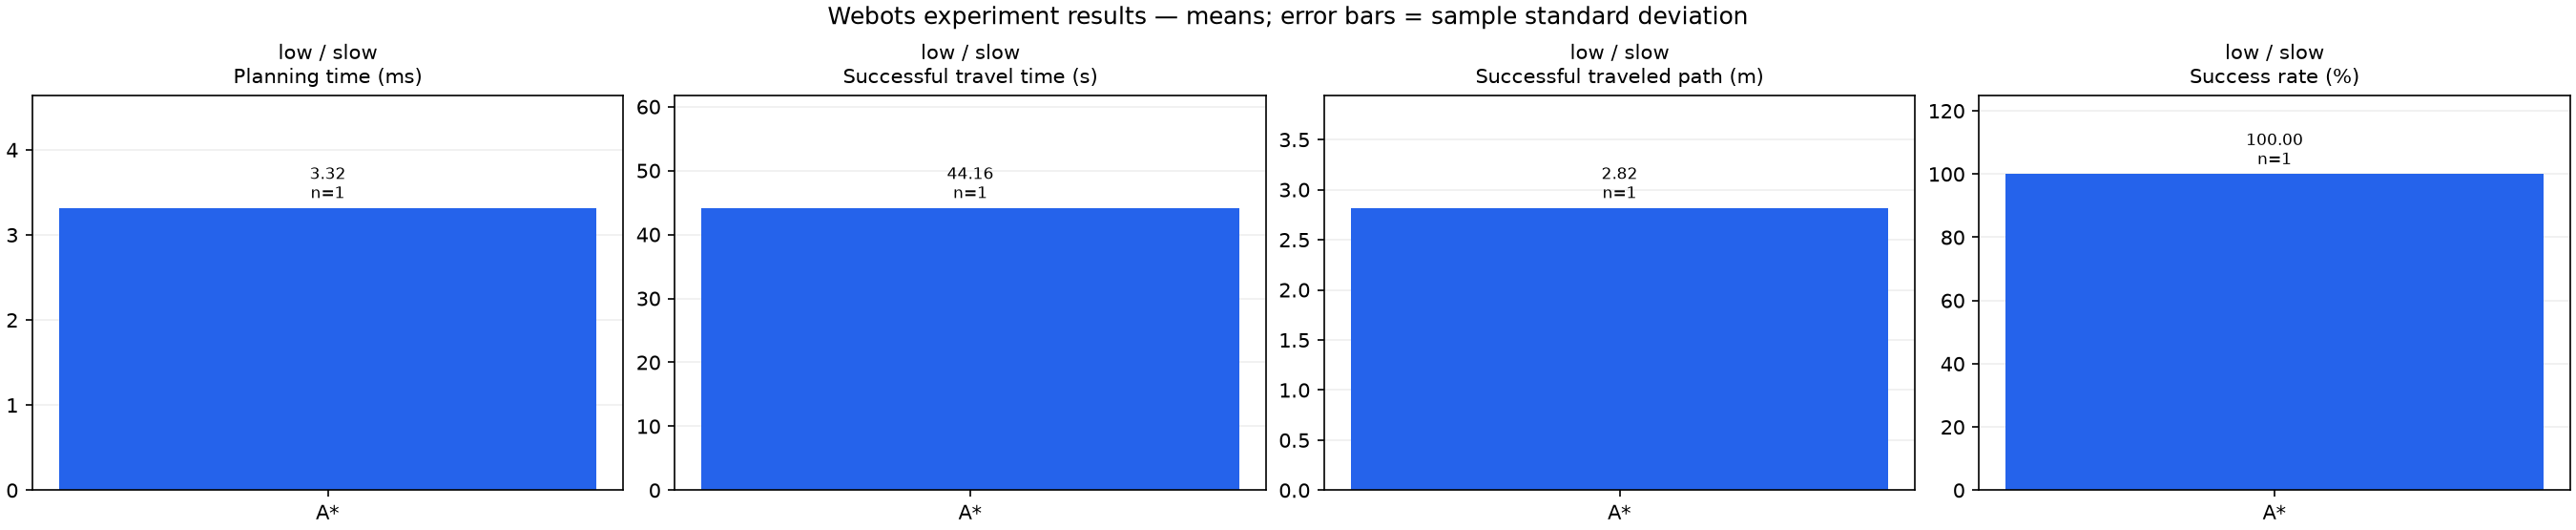 Webots experiment results — means; error bars = sample standard deviation
low / slow
Planning time (ms)
4
3
2
1
0
3.32
n=1
A*
low / slow
Successful travel time (s)
60
50
40
30
20
10
0
44.16
n=1
A*
low / slow
Successful traveled path (m)
3.5
3.0
2.5
2.0
1.5
1.0
0.5
0.0
2.82
n=1
A*
low / slow
Success rate (%)
120
100
80
60
40
20
0
100.00
n=1
A*